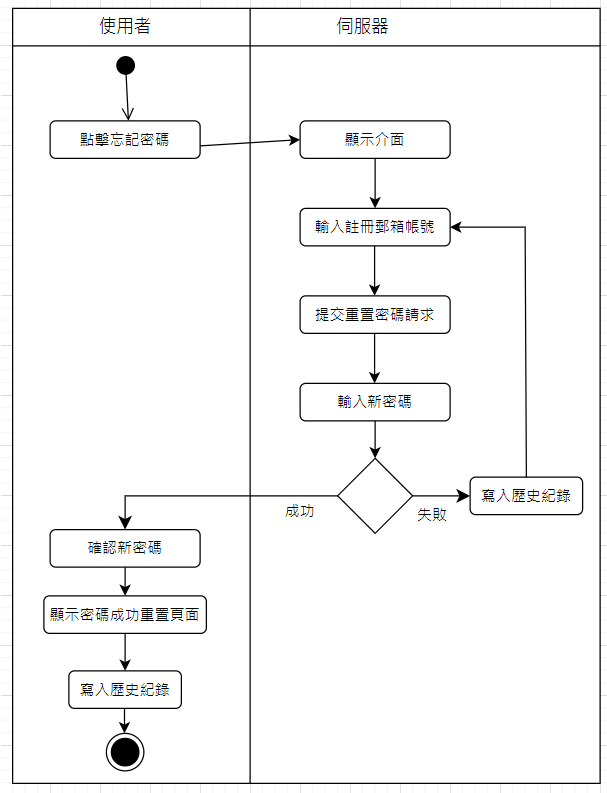 使用者
伺服器
點擊忘記密碼
顯示介面
輸入註冊郵箱帳號
提交重置密碼請求
輸入新密碼
成功
失敗
寫入歷史紀錄
確認新密碼
顯示密碼成功重置頁面
寫入歷史紀錄